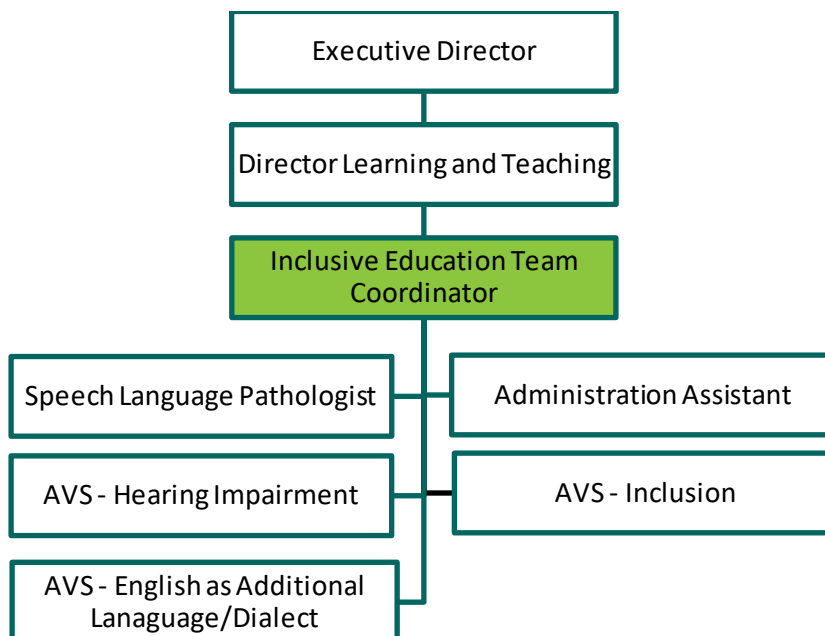 Executive Director
Director Learning and Teaching
Inclusive Education Team
Coordinator
Speech Language Pathologist
Administration Assistant
AVS - Hearing Impairment
AVS - Inclusion
AVS - English as Additional
Lanaguage/Dialect